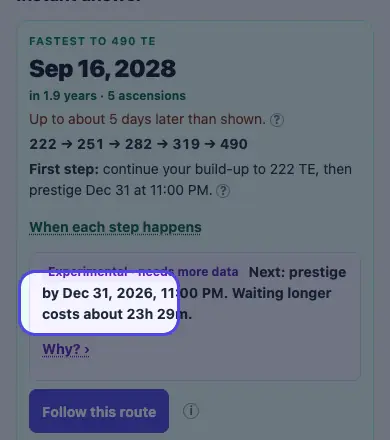 FASTEST TO 490 TE
Sep 16, 2028
in 1.9 years · 5 ascensions
Up to about 5 days later than shown. ?
222 → 251 → 282 → 319 → 490
First step: continue your build-up to 222 TE, then
prestige Dec 31 at 11:00 PM. ?
When each step happens
Experimental · needs more data Next: prestige
by Dec 31, 2026, 11:00 PM. Waiting longer
costs about 23h 29m.
Why? ›
Follow this route i